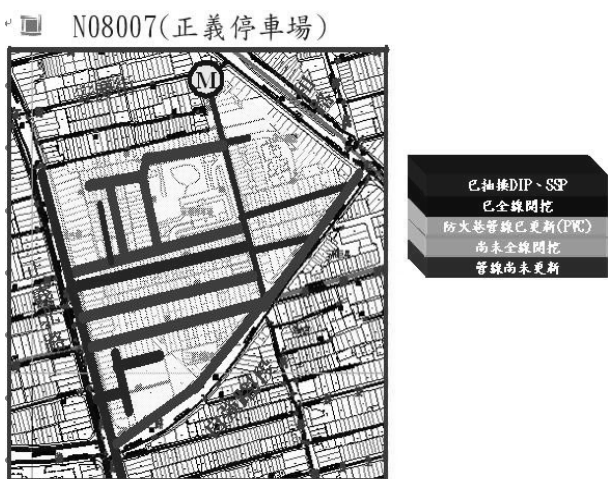 N08007(正義停車場)
M
已抽換DIP、SSP
已全線開挖
防火巷管線已更新(PVC)
尚未全線開挖
管線尚未更新